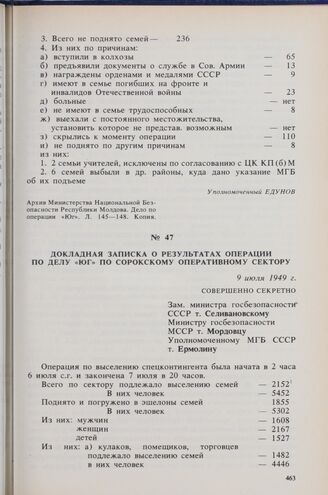 3. Всего не поднято семей — 236
4. Из них по причинам:
а) вступили в колхозы — 65
б) предъявили документы о службе в Сов. Армии — 13
в) награждены орденами и медалями СССР — 9
г) имеют в семье погибших на фронте и
инвалидов Отечественной войны — 23
д) больные — нет
е) не имеют в семье трудоспособных — 8
ж) выехали с постоянного местожительства,
установить которое не представ. возможным — нет
з) скрылись к моменту операции — 110
и) не поднято по другим причинам — 8
из них:
1. 2 семьи учителей, исключены по согласованию с ЦК КП(б)М
2. 6 семей выбыли в др. районы, куда дано указание МГБ
об их подъеме
Уполномоченный ЕДУНОВ
Архив Министерства Национальной Без-
опасности Республики Молдова. Дело по
операции «Юг». Л. 145—148. Копия.
№ 47
ДОКЛАДНАЯ ЗАПИСКА О РЕЗУЛЬТАТАХ ОПЕРАЦИИ
ПО ДЕЛУ «ЮГ» ПО СОРОКСКОМУ ОПЕРАТИВНОМУ СЕКТОРУ
9 июля 1949 г.
СОВЕРШЕННО СЕКРЕТНО
Зам. министра госбезопасности
СССР т. Селивановскому
Министру госбезопасности
МССР т. Мордовцу
Уполномоченному МГБ СССР
т. Ермолину
Операция по выселению спецконтингента была начата в 2 часа
6 июля с.г. и закончена 7 июля в 20 часов.
Всего по сектору подлежало выселению семей — 2152
В них человек — 5452
Поднято и погружено в эшелоны семей 1855
В них человек — 5302
Из них: мужчин — 1608
женщин — 2167
детей — 1527
Из них: а) кулаков, помещиков, торговцев
подлежало выселению семей — 1482
в них человек — 4446
463